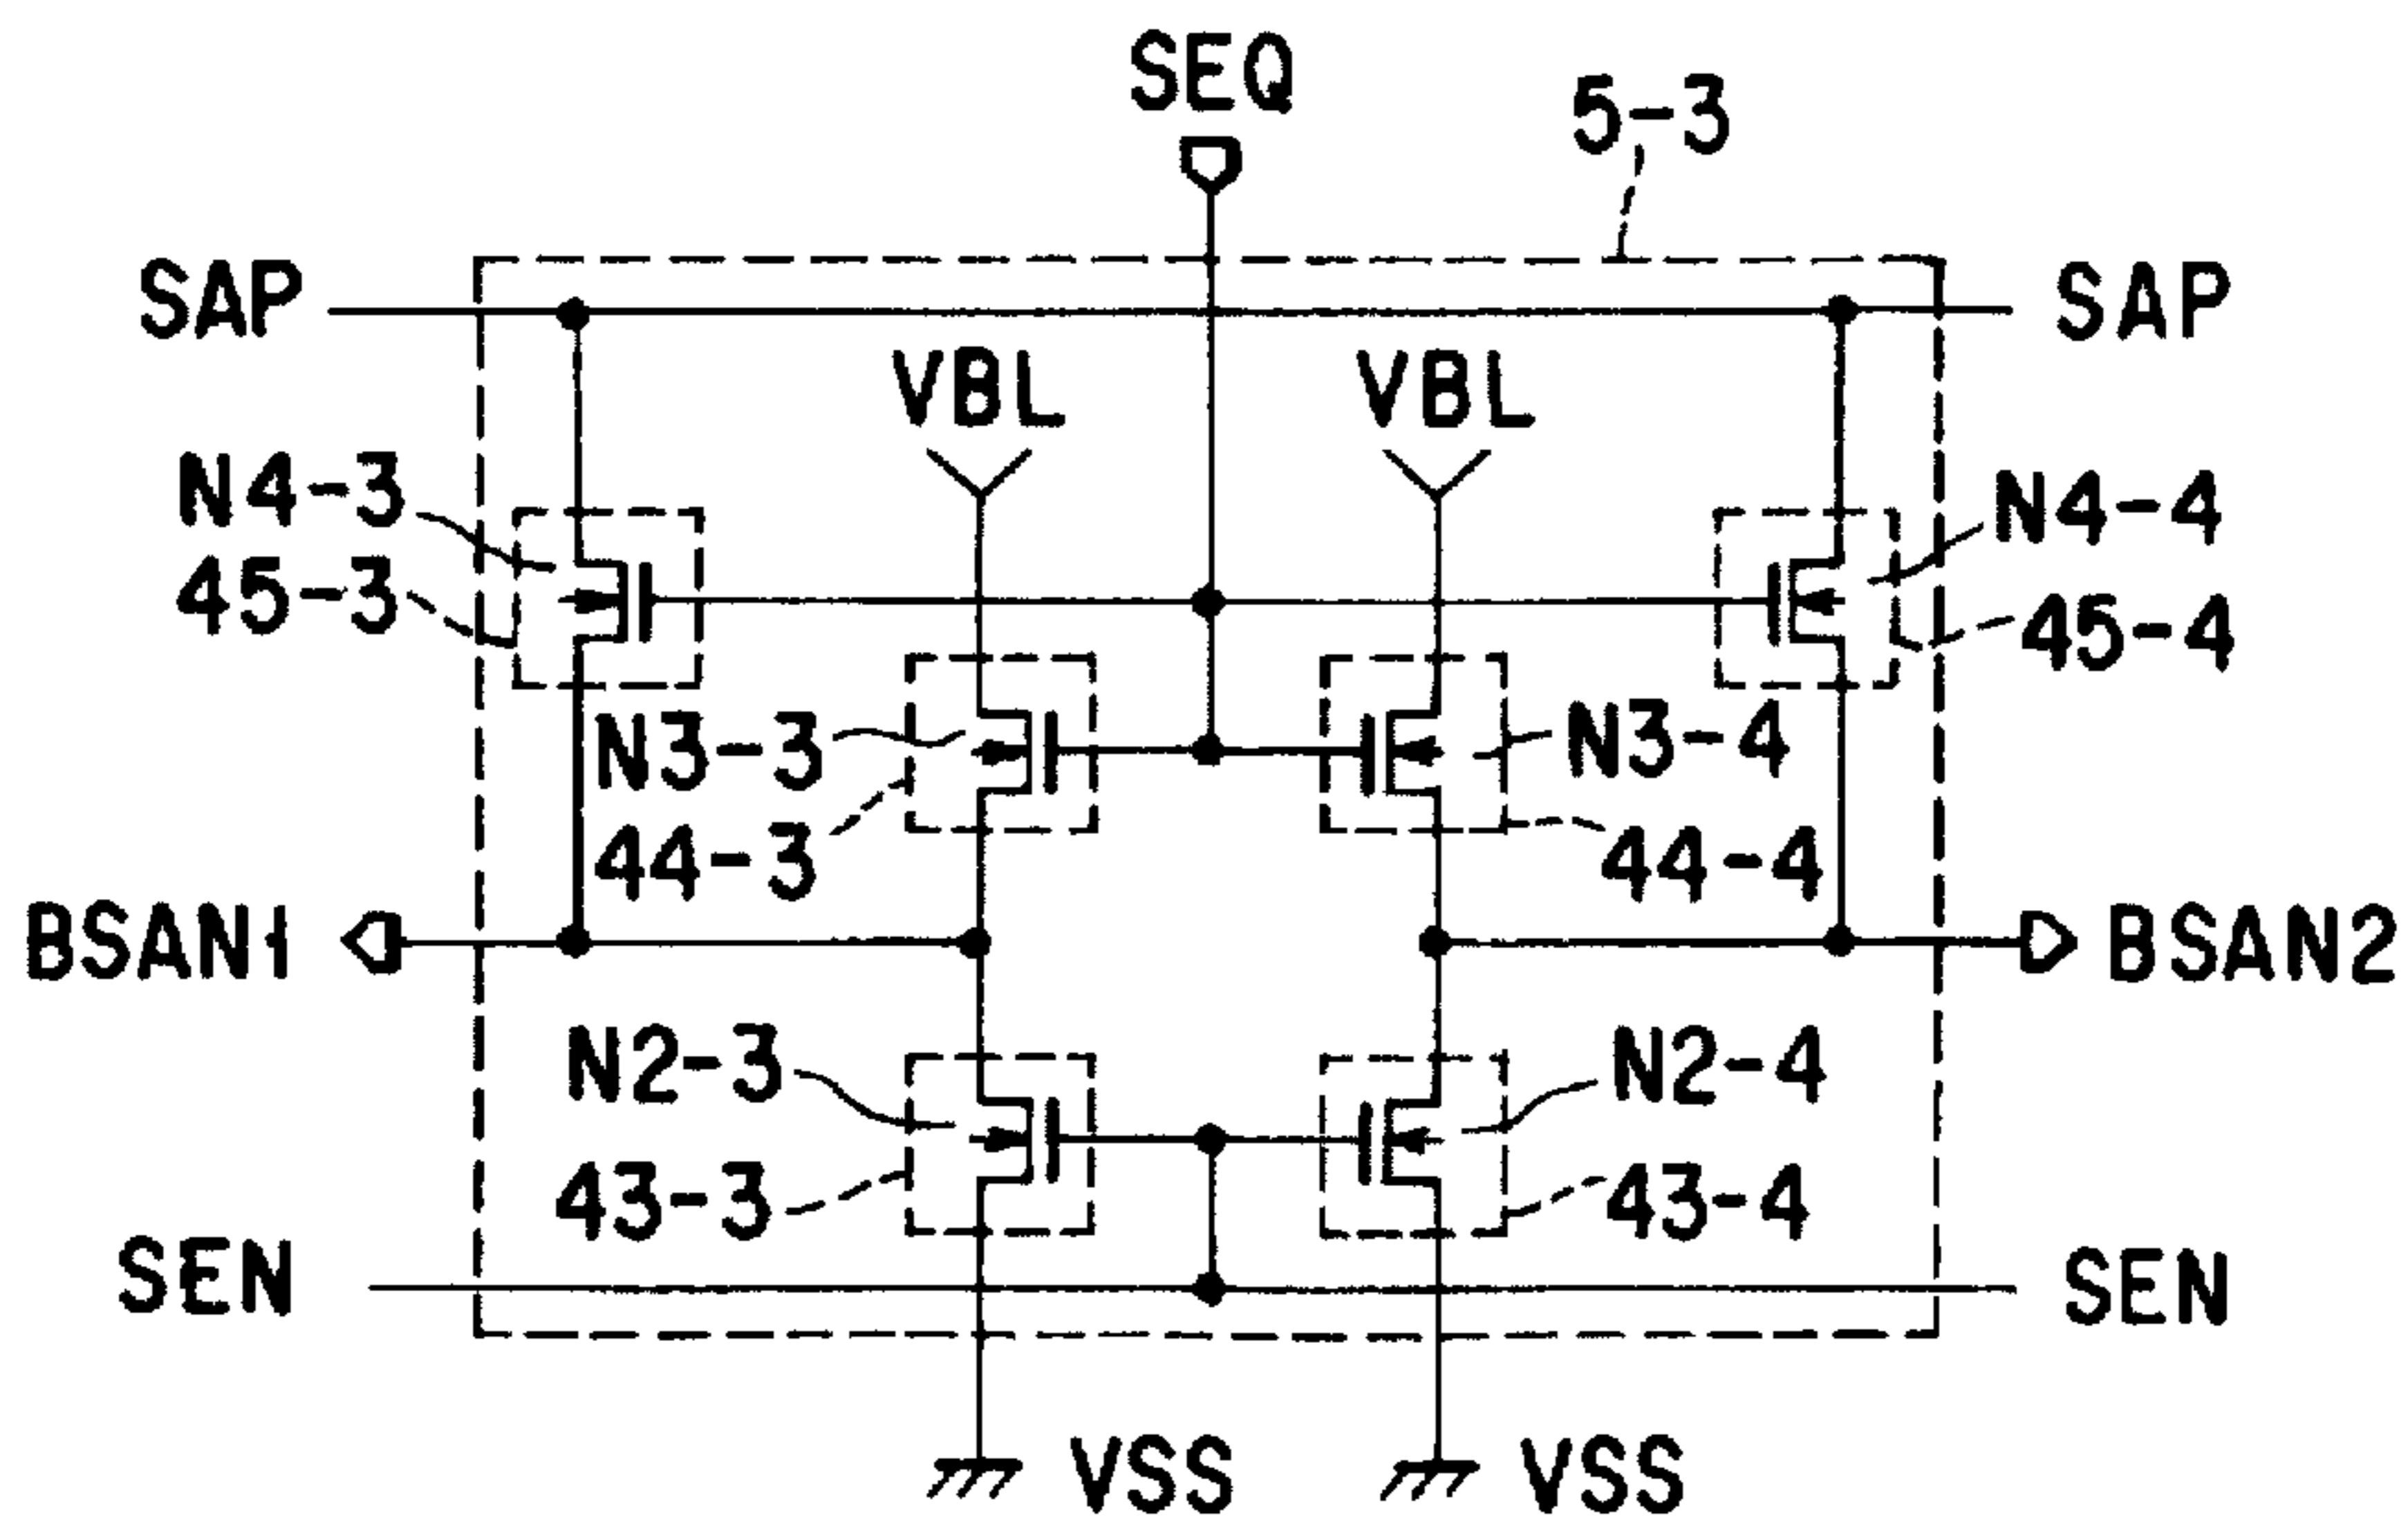 SEQ
5-3
SAP
SAP
VBL
VBL
N4-3
N4-4
45-3
45-4
N3-3
N3-4
44-3
44-4
BSAN1
BSAN2
N2-3
N2-4
43-3
43-4
SEN
SEN
VSS
VSS